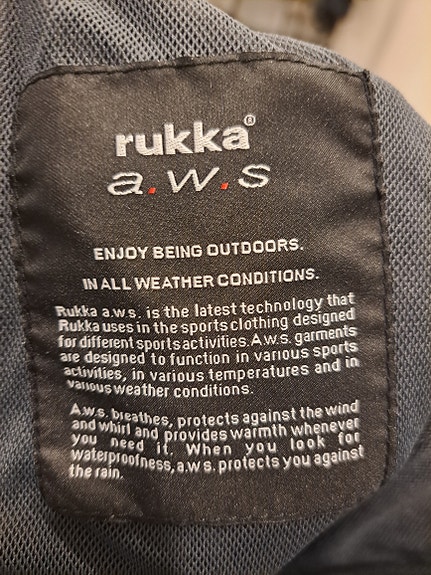 rukka®
a.w.s
ENJOY BEING OUTDOORS.
IN ALL WEATHER CONDITIONS.
Rukka a.w.s. is the latest technology that
Rukka uses in the sports clothing designed
for different sports activities. A.w.s. garments
are designed to function in various sports
activities, in various temperatures and in
various weather conditions.
A.w.s. breathes, protects against the wind
and whirl and provides warmth whenever
you need it. When you look for
waterproofness, a.w.s. protects you against
the rain.